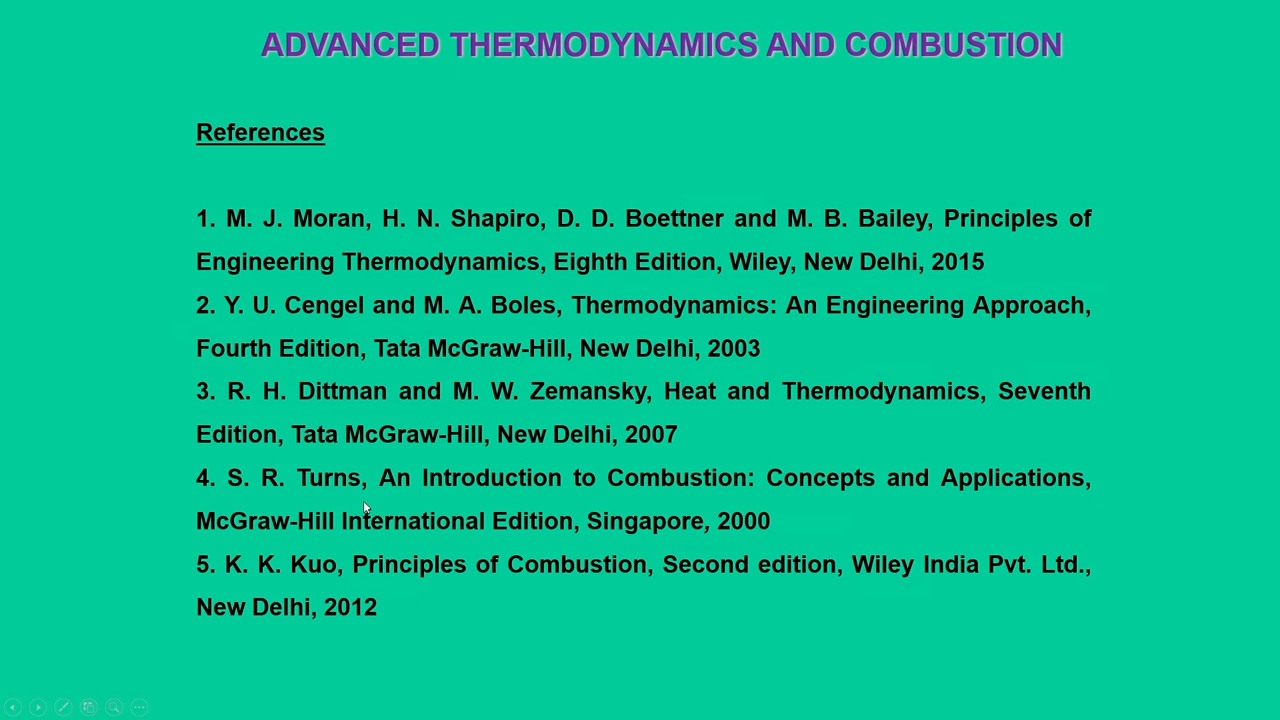 ADVANCED THERMODYNAMICS AND COMBUSTION
References
1. M. J. Moran, H. N. Shapiro, D. D. Boettner and M. B. Bailey, Principles of
Engineering Thermodynamics, Eighth Edition, Wiley, New Delhi, 2015
2. Y. U. Cengel and M. A. Boles, Thermodynamics: An Engineering Approach,
Fourth Edition, Tata McGraw-Hill, New Delhi, 2003
3. R. H. Dittman and M. W. Zemansky, Heat and Thermodynamics, Seventh
Edition, Tata McGraw-Hill, New Delhi, 2007
4. S. R. Turns, An Introduction to Combustion: Concepts and Applications,
McGraw-Hill International Edition, Singapore, 2000
5. K. K. Kuo, Principles of Combustion, Second edition, Wiley India Pvt. Ltd.,
New Delhi, 2012